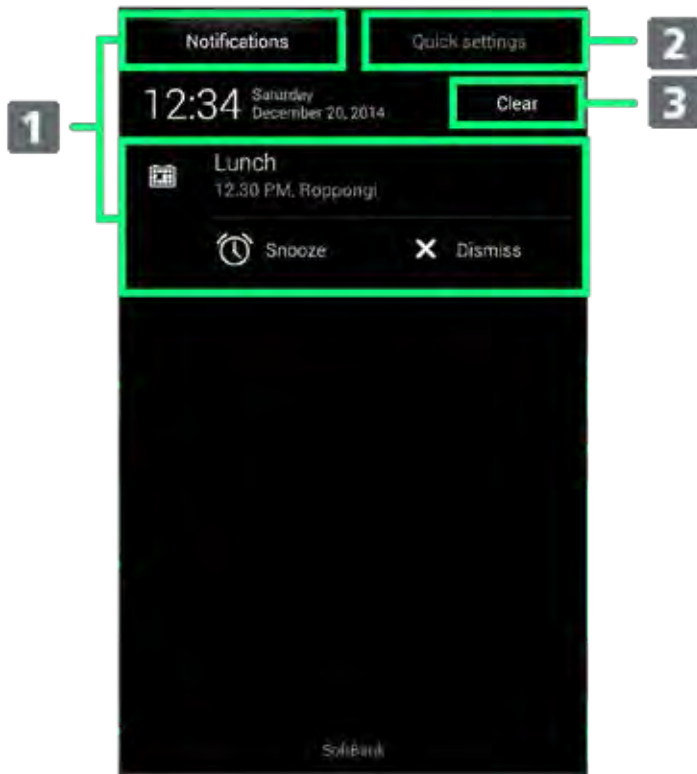 Notifications
Quick settings
2
12:34
Saturday
December 20, 2014
Clear
3
1
Lunch
12.30 PM, Roppongi
Snooze
Dismiss
SoftBank